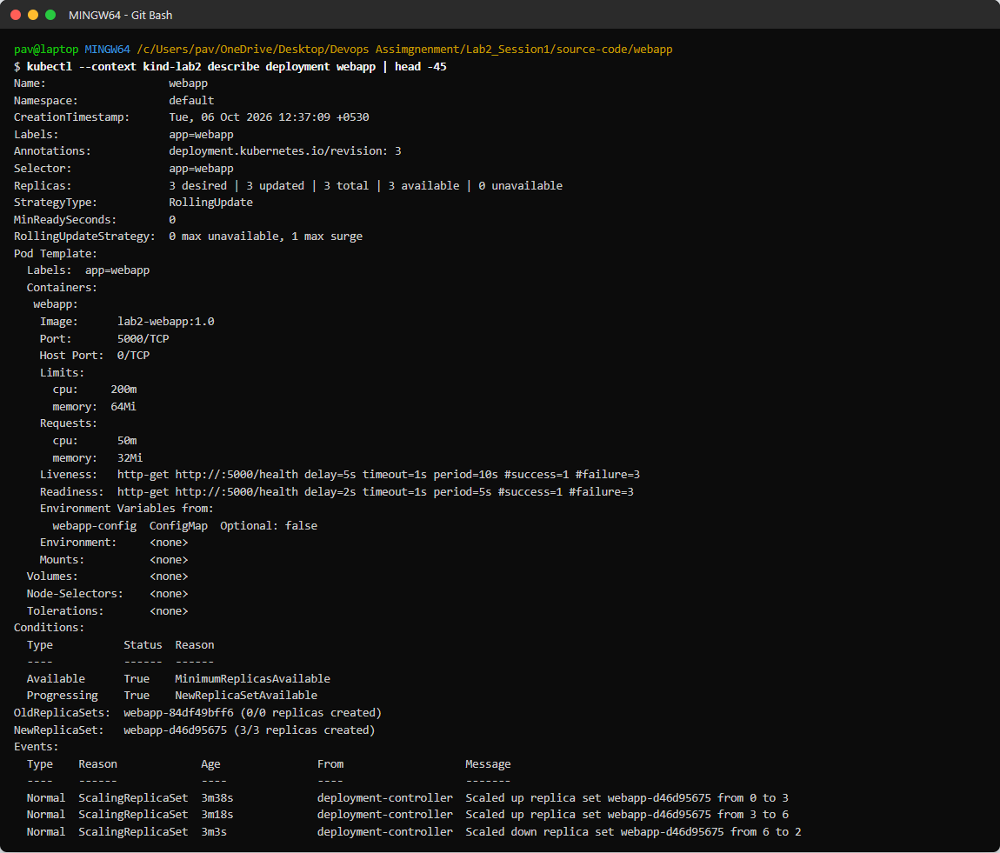 MINGW64 - Git Bash
pav@laptop MINGW64 /c/Users/pav/OneDrive/Desktop/Devops Assimgnenment/Lab2_Session1/source-code/webapp
$ kubectl --context kind-lab2 describe deployment webapp | head -45
Name:                   webapp
Namespace:              default
CreationTimestamp:      Tue, 06 Oct 2026 12:37:09 +0530
Labels:                 app=webapp
Annotations:            deployment.kubernetes.io/revision: 3
Selector:               app=webapp
Replicas:               3 desired | 3 updated | 3 total | 3 available | 0 unavailable
StrategyType:           RollingUpdate
MinReadySeconds:        0
RollingUpdateStrategy:  0 max unavailable, 1 max surge
Pod Template:
  Labels:  app=webapp
  Containers:
   webapp:
    Image:      lab2-webapp:1.0
    Port:       5000/TCP
    Host Port:  0/TCP
    Limits:
      cpu:     200m
      memory:  64Mi
    Requests:
      cpu:      50m
      memory:   32Mi
    Liveness:   http-get http://:5000/health delay=5s timeout=1s period=10s #success=1 #failure=3
    Readiness:  http-get http://:5000/health delay=2s timeout=1s period=5s #success=1 #failure=3
    Environment Variables from:
      webapp-config  ConfigMap  Optional: false
    Environment:     <none>
    Mounts:          <none>
  Volumes:           <none>
  Node-Selectors:    <none>
  Tolerations:       <none>
Conditions:
  Type           Status  Reason
  ----           ------  ------
  Available      True    MinimumReplicasAvailable
  Progressing    True    NewReplicaSetAvailable
OldReplicaSets:  webapp-84df49bff6 (0/0 replicas created)
NewReplicaSet:   webapp-d46d95675 (3/3 replicas created)
Events:
  Type    Reason             Age               From                   Message
  ----    ------             ----              ----                   -------
  Normal  ScalingReplicaSet  3m38s             deployment-controller  Scaled up replica set webapp-d46d95675 from 0 to 3
  Normal  ScalingReplicaSet  3m18s             deployment-controller  Scaled up replica set webapp-d46d95675 from 3 to 6
  Normal  ScalingReplicaSet  3m3s              deployment-controller  Scaled down replica set webapp-d46d95675 from 6 to 2